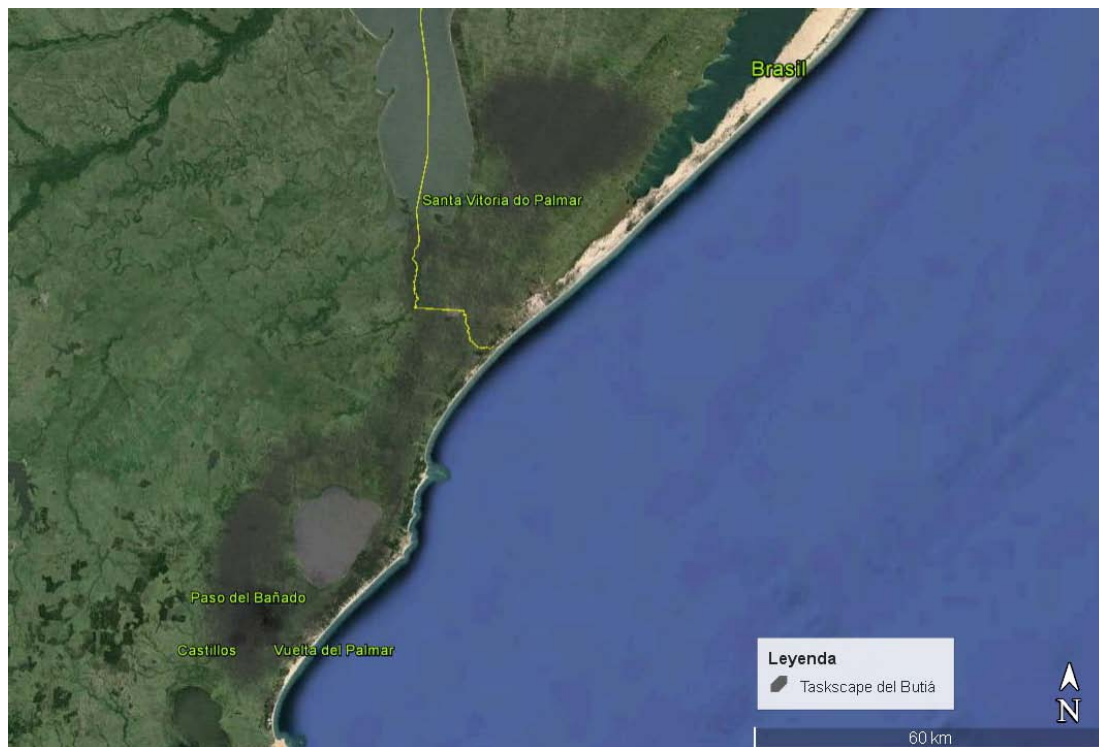 Brasil
Santa Vitoria do Palmar
Paso del Bañado
Castillos
Vuelta del Palmar
Leyenda
Taskscape del Butiá
N
60 km